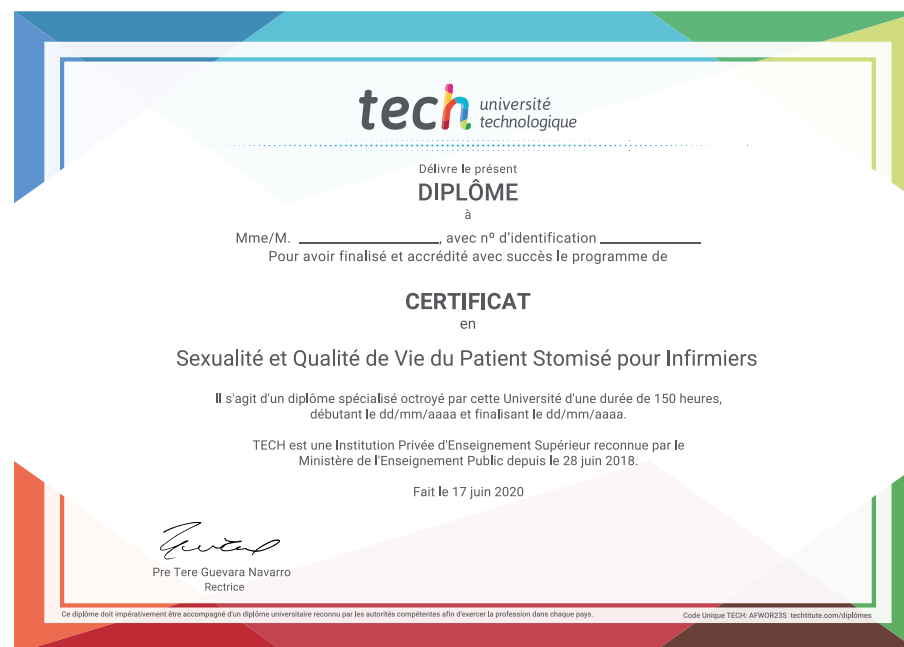 tech université
technologique
Délivre le présent
DIPLÔME
à
Mme/M. ____________________, avec nº d'identification ______________
Pour avoir finalisé et accrédité avec succès le programme de
CERTIFICAT
en
Sexualité et Qualité de Vie du Patient Stomisé pour Infirmiers
Il s'agit d'un diplôme spécialisé octroyé par cette Université d'une durée de 150 heures,
débutant le dd/mm/aaaa et finalisant le dd/mm/aaaa.
TECH est une Institution Privée d'Enseignement Supérieur reconnue par le
Ministère de l'Enseignement Public depuis le 28 juin 2018.
Fait le 17 juin 2020
Pre Tere Guevara Navarro
Rectrice
Ce diplôme doit impérativement être accompagné d'un diplôme universitaire reconnu par les autorités compétentes afin d'exercer la profession dans chaque pays.
Code Unique TECH: AFWOR23S techtitute.com/diplômes